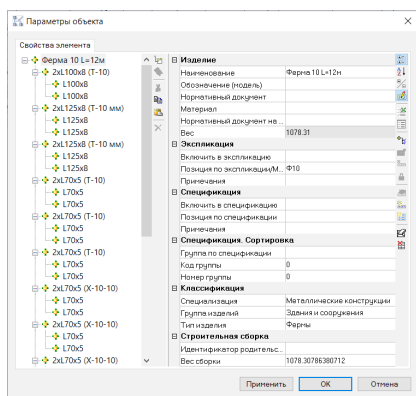 Параметры объекта
Свойства элемента
Ферма 10 L=12м
2xL100x8 (Т-10)
L100x8
L100x8
2xL125x8 (Т-10 мм)
L125x8
L125x8
2xL125x8 (Т-10 мм)
L125x8
L125x8
2xL70x5 (Т-10)
L70x5
L70x5
2xL70x5 (Т-10)
L70x5
L70x5
2xL70x5 (Т-10)
L70x5
L70x5
2xL70x5 (Х-10-10)
L70x5
L70x5
2xL70x5 (Х-10-10)
L70x5
L70x5
2xL70x5 (Х-10-10)
Изделие
Наименование Ферма 10 L=12м
Обозначение (модель)
Нормативный документ
Материал
Нормативный документ на ...
Вес 1078.31
Экспликация
Включить в экспликацию
Позиция по экспликации/М... Ф10
Примечания
Спецификация
Включить в спецификацию
Позиция по спецификации
Примечания
Спецификация. Сортировка
Группа по спецификации
Код группы 0
Номер группы 0
Классификация
Специализация Металлические конструкции
Группа изделий Здания и сооружения
Тип изделия Фермы
Строительная сборка
Идентификатор родительс...
Вес сборки 1078.30786380712
Применить
ОК
Отмена